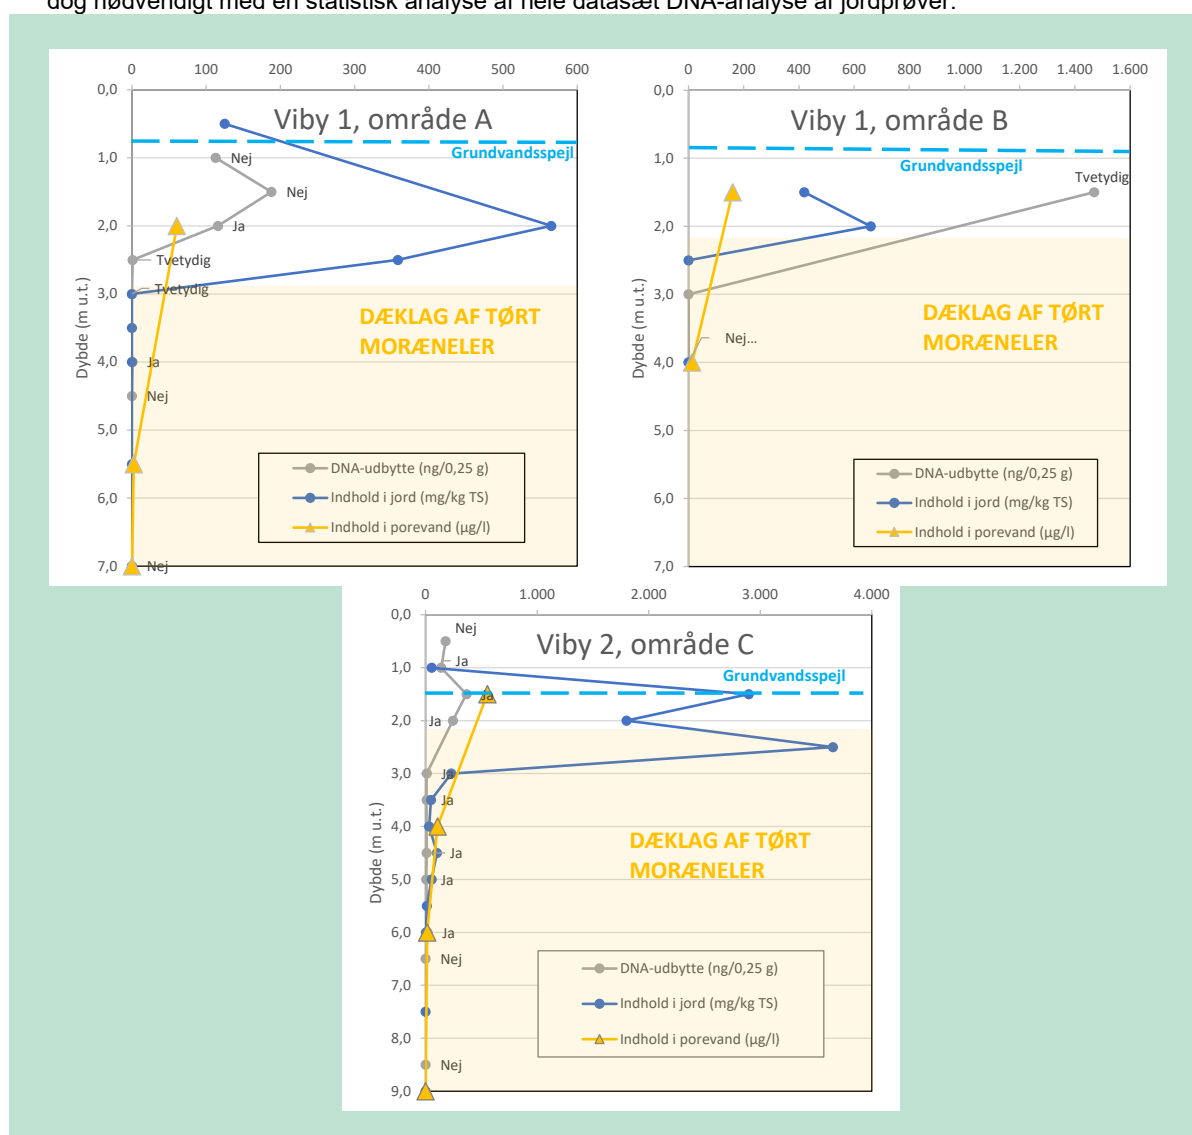 dog nødvendigt med en statistisk analyse af hele datasæt DNA-analyse af jordprøver.
0 100 200 300 400 500 600
0,0
Viby 1, område A
Grundvandsspejl
1,0
Nej
Nej
2,0
Ja
Tvetydig
3,0
Tvetydig
DÆKLAG AF TØRT
MORÆNELER
Dybde (m u.t.)
4,0
Ja
Nej
5,0
DNA-udbytte (ng/0,25 g)
Indhold i jord (mg/kg TS)
6,0
Indhold i porevand (µg/l)
7,0
Nej
0 200 400 600 800 1.000 1.200 1.400 1.600
0,0
Viby 1, område B
1,0
Grundvandsspejl
Tvetydig
2,0
3,0
DÆKLAG AF TØRT
MORÆNELER
Nej...
Dybde (m u.t.)
4,0
5,0
DNA-udbytte (ng/0,25 g)
6,0
Indhold i jord (mg/kg TS)
Indhold i porevand (µg/l)
7,0
0 1.000 2.000 3.000 4.000
0,0
Nej
Viby 2, område C
1,0
Ja
Grundvandsspejl
Ja
2,0
Ja
3,0
Ja
Ja
4,0
DÆKLAG AF TØRT
MORÆNELER
Dybde (m u.t.)
Ja
5,0
Ja
6,0
Ja
Nej
DNA-udbytte (ng/0,25 g)
7,0
Indhold i jord (mg/kg TS)
8,0
Indhold i porevand (µg/l)
Nej
9,0